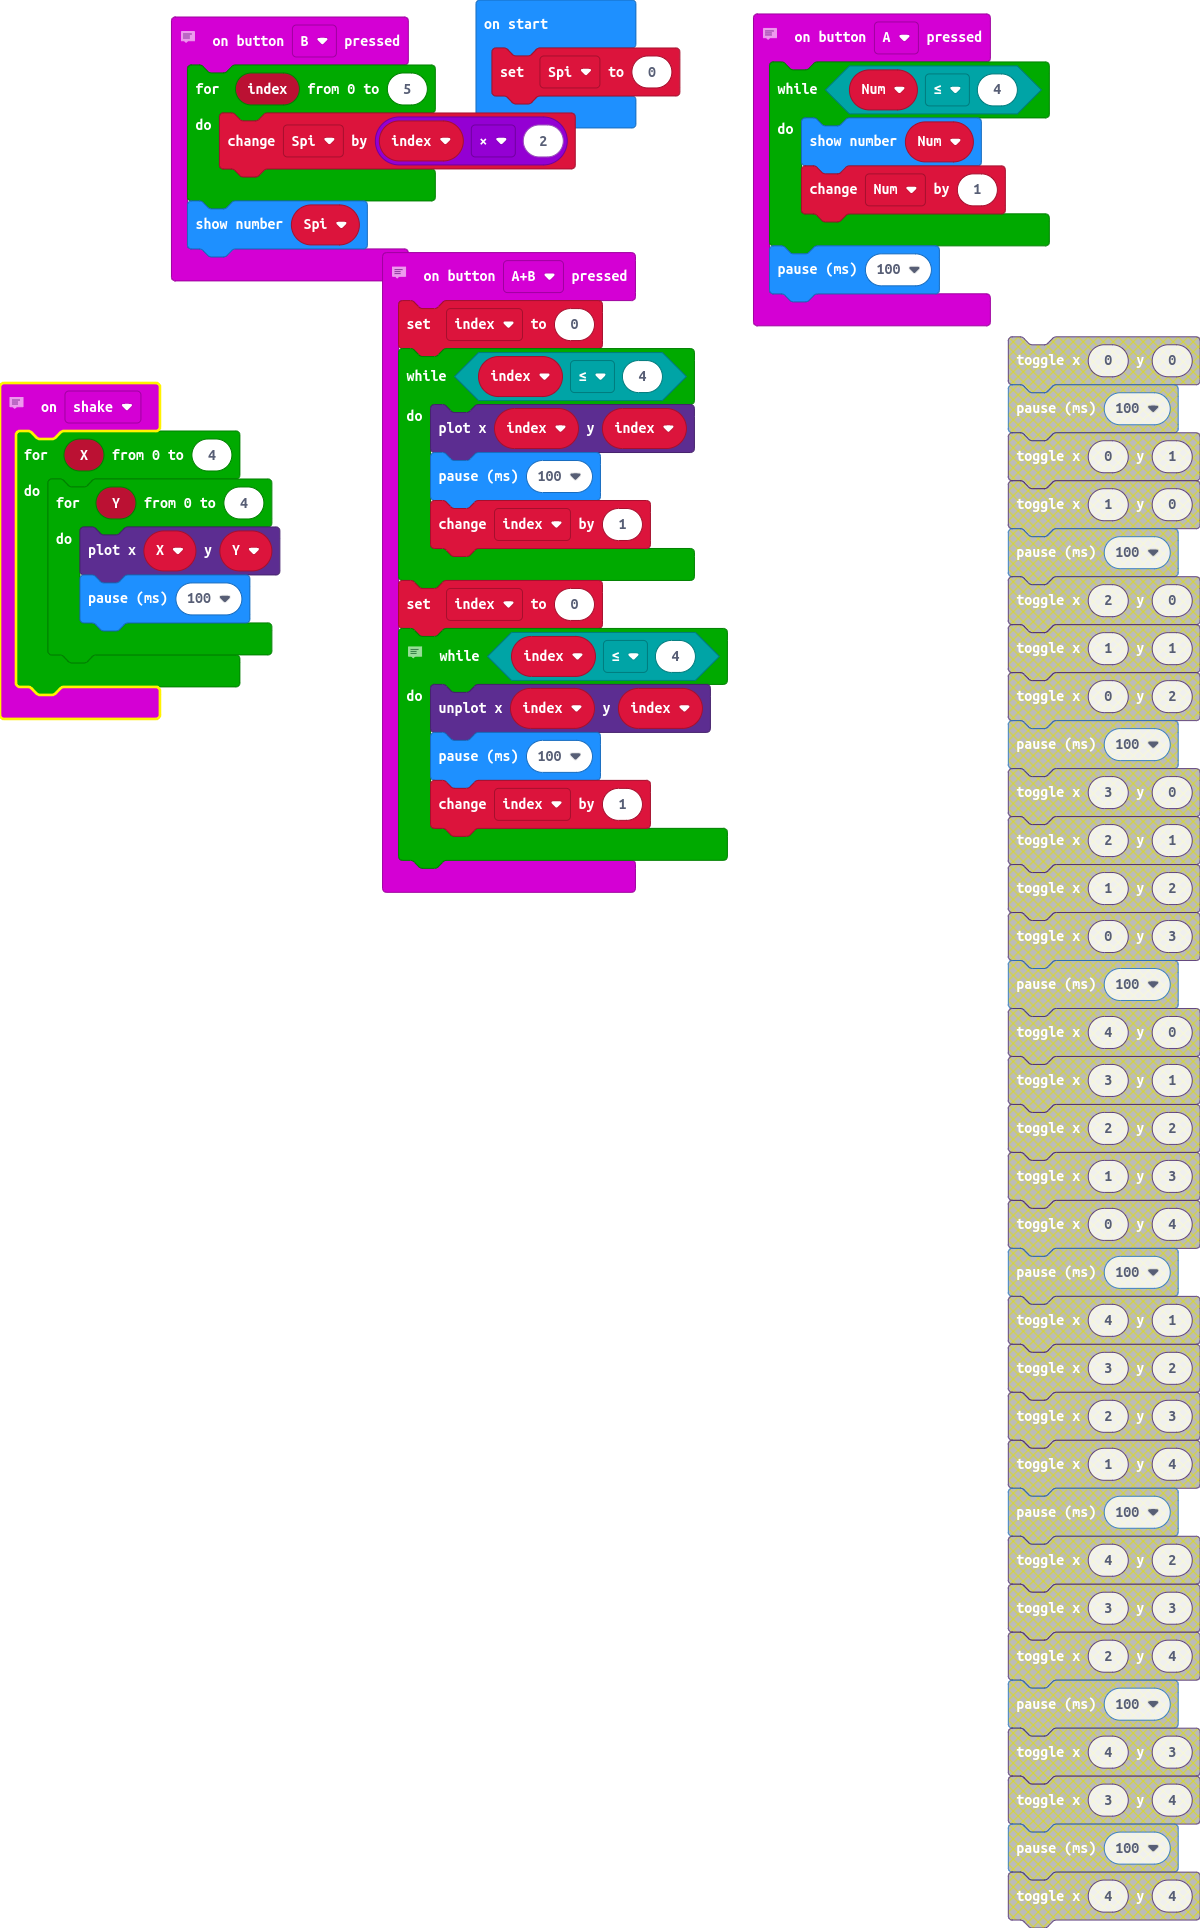 on button B pressed
for index from 0 to 5
do
change Spi by index × 2
show number Spi
on start
set Spi to 0
on button A pressed
while Num ≤ 4
do
show number Num
change Num by 1
pause (ms) 100
on button A+B pressed
set index to 0
while index ≤ 4
do
plot x index y index
pause (ms) 100
change index by 1
set index to 0
while index ≤ 4
do
unplot x index y index
pause (ms) 100
change index by 1
on shake
for X from 0 to 4
do
for Y from 0 to 4
do
plot x X y Y
pause (ms) 100
toggle x 0 y 0
pause (ms) 100
toggle x 0 y 1
toggle x 1 y 0
pause (ms) 100
toggle x 2 y 0
toggle x 1 y 1
toggle x 0 y 2
pause (ms) 100
toggle x 3 y 0
toggle x 2 y 1
toggle x 1 y 2
toggle x 0 y 3
pause (ms) 100
toggle x 4 y 0
toggle x 3 y 1
toggle x 2 y 2
toggle x 1 y 3
toggle x 0 y 4
pause (ms) 100
toggle x 4 y 1
toggle x 3 y 2
toggle x 2 y 3
toggle x 1 y 4
pause (ms) 100
toggle x 4 y 2
toggle x 3 y 3
toggle x 2 y 4
pause (ms) 100
toggle x 4 y 3
toggle x 3 y 4
pause (ms) 100
toggle x 4 y 4